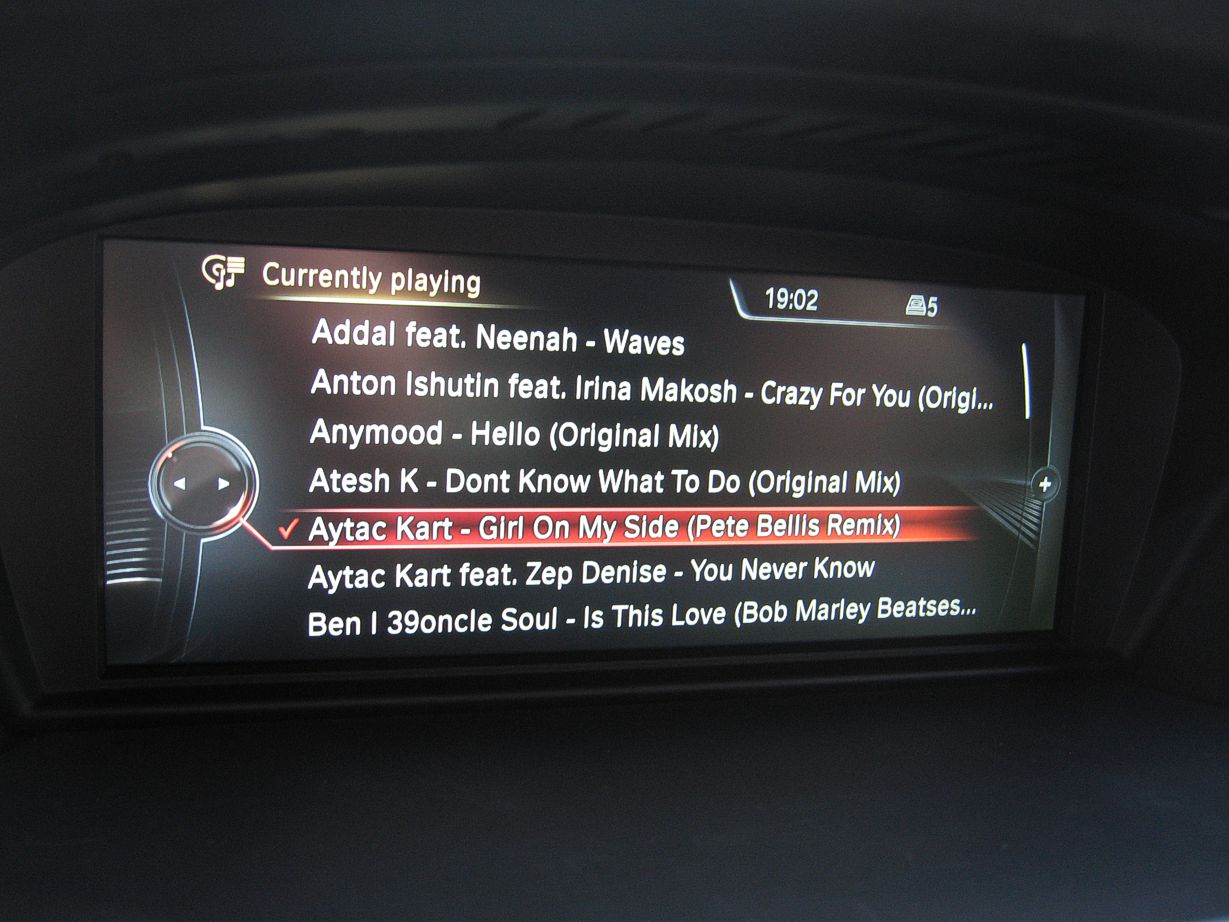 Currently playing
19:02
5
Addal feat. Neenah - Waves
Anton Ishutin feat. Irina Makosh - Crazy For You (Origi...
Anymood - Hello (Original Mix)
Atesh K - Dont Know What To Do (Original Mix)
Aytac Kart - Girl On My Side (Pete Bellis Remix)
Aytac Kart feat. Zep Denise - You Never Know
Ben l 39oncle Soul - Is This Love (Bob Marley Beatses...